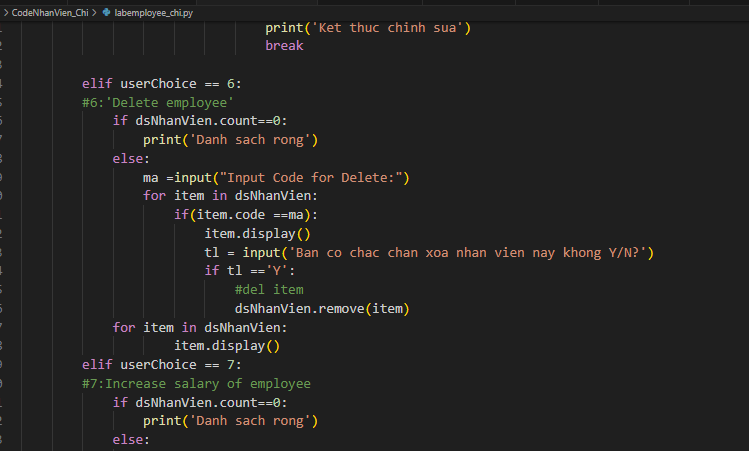 > CodeNhanVien_Chi > labemployee_chi.py
print('Ket thuc chinh sua')
break
elif userChoice == 6:
#6:'Delete employee'
if dsNhanVien.count==0:
print('Danh sach rong')
else:
ma =input("Input Code for Delete:")
for item in dsNhanVien:
if(item.code ==ma):
item.display()
tl = input('Ban co chac chan xoa nhan vien nay khong Y/N?')
if tl =='Y':
#del item
dsNhanVien.remove(item)
for item in dsNhanVien:
item.display()
elif userChoice == 7:
#7:Increase salary of employee
if dsNhanVien.count==0:
print('Danh sach rong')
else: